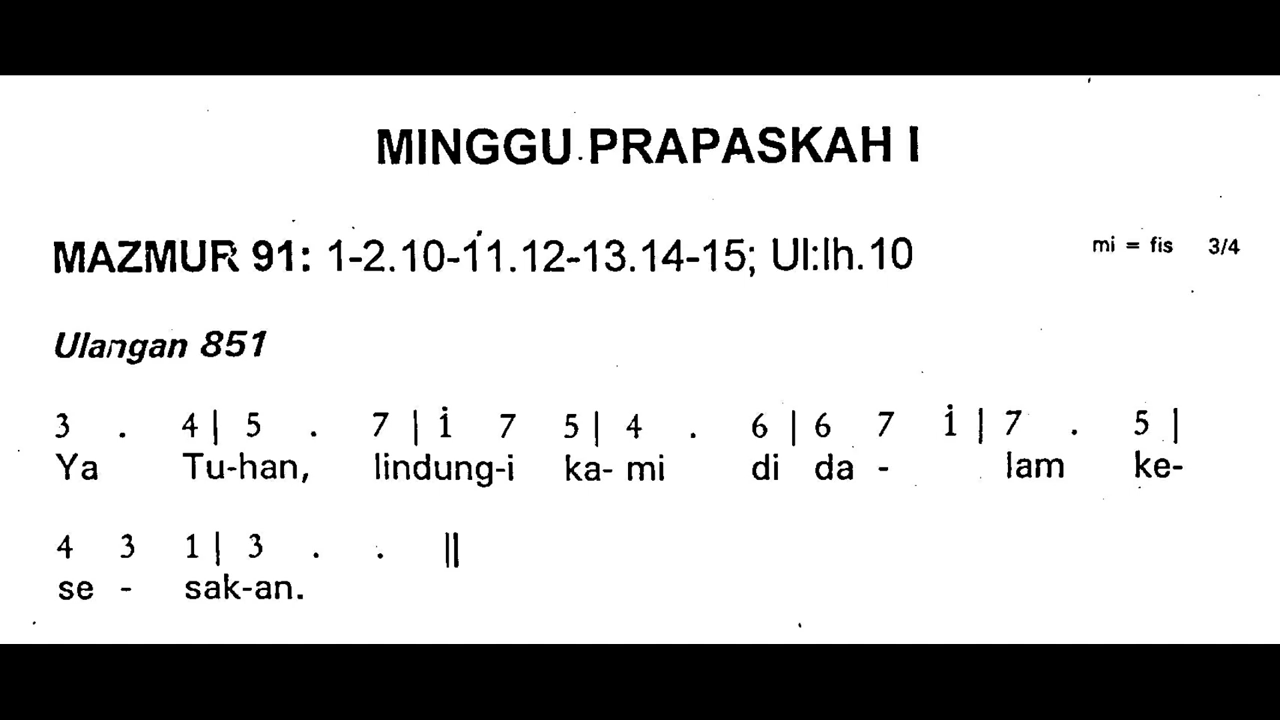 MINGGU PRAPASKAH I
MAZMUR 91: 1-2.10-11.12-13.14-15; Ul:lh.10 mi = fis 3/4
Ulangan 851
3 . 4 | 5 . 7 | i 7 5 | 4 . 6 | 6 7 i | 7 . 5 |
Ya Tu-han, lindung-i ka- mi di da - lam ke-
4 3 1 | 3 . . ||
se - sak-an.